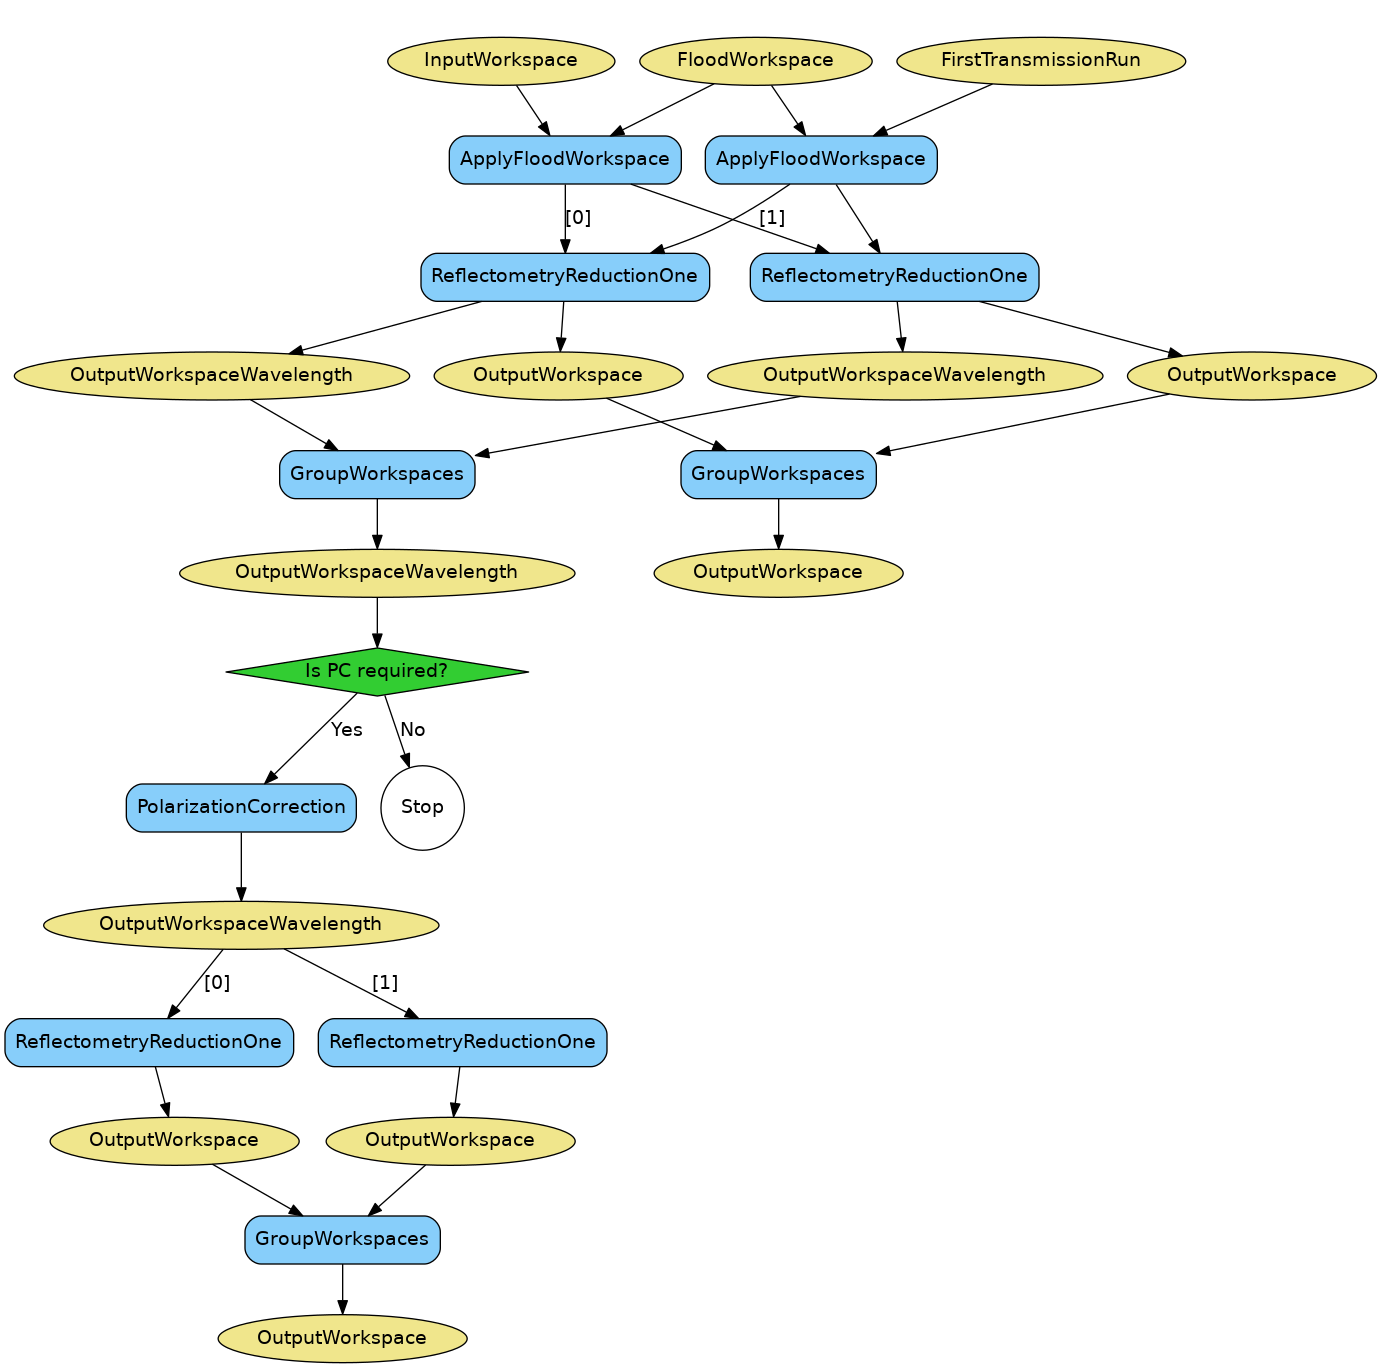 InputWorkspace
FloodWorkspace
FirstTransmissionRun
ApplyFloodWorkspace
ApplyFloodWorkspace
[0]
[1]
ReflectometryReductionOne
ReflectometryReductionOne
OutputWorkspaceWavelength
OutputWorkspace
OutputWorkspaceWavelength
OutputWorkspace
GroupWorkspaces
GroupWorkspaces
OutputWorkspaceWavelength
OutputWorkspace
Is PC required?
Yes
No
PolarizationCorrection
Stop
OutputWorkspaceWavelength
[0]
[1]
ReflectometryReductionOne
ReflectometryReductionOne
OutputWorkspace
OutputWorkspace
GroupWorkspaces
OutputWorkspace